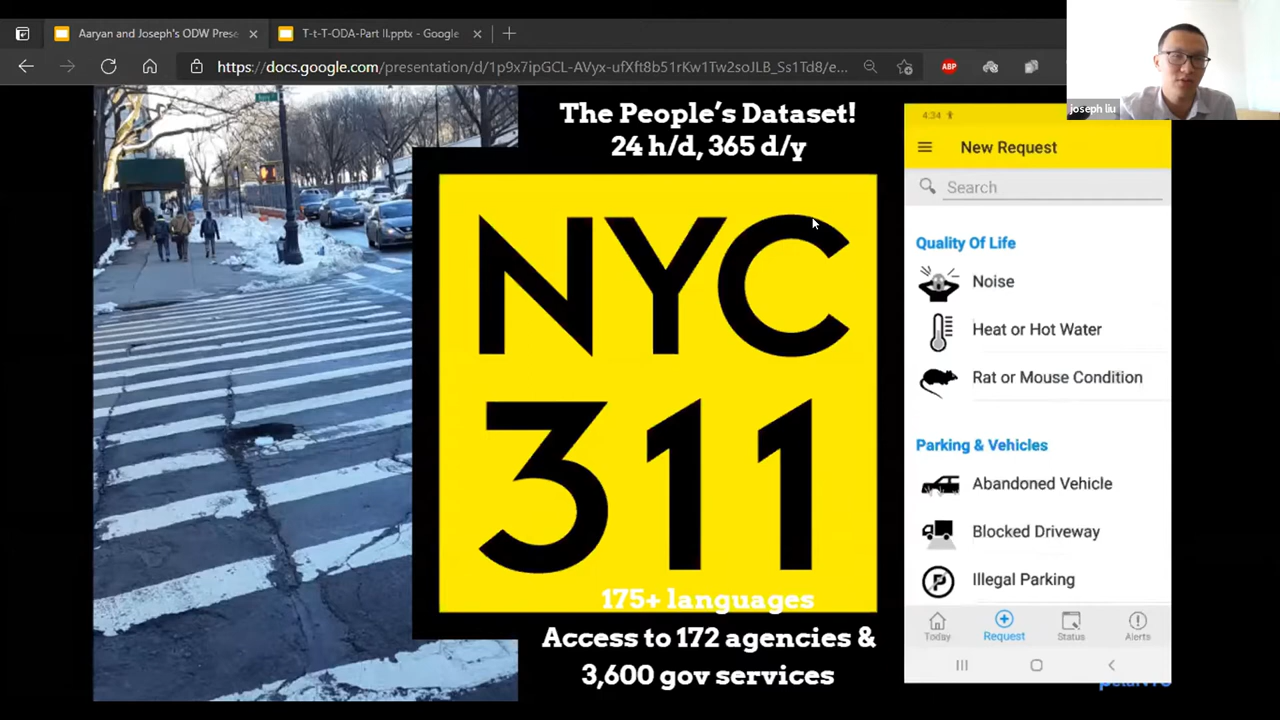 Aaryan and Joseph's ODW Prese
T-t-T-ODA-Part II.pptx - Google
https://docs.google.com/presentation/d/1p9x7ipGCL-AVyx-ufXft8b51rKw1Tw2soJLB_Ss1Td8/e...
ABP
joseph liu
The People's Dataset!
24 h/d, 365 d/y
NYC
311
175+ languages
Access to 172 agencies &
3,600 gov services
4:34
New Request
Search
Quality Of Life
Noise
Heat or Hot Water
Rat or Mouse Condition
Parking & Vehicles
Abandoned Vehicle
Blocked Driveway
Illegal Parking
Today
Request
Status
Alerts